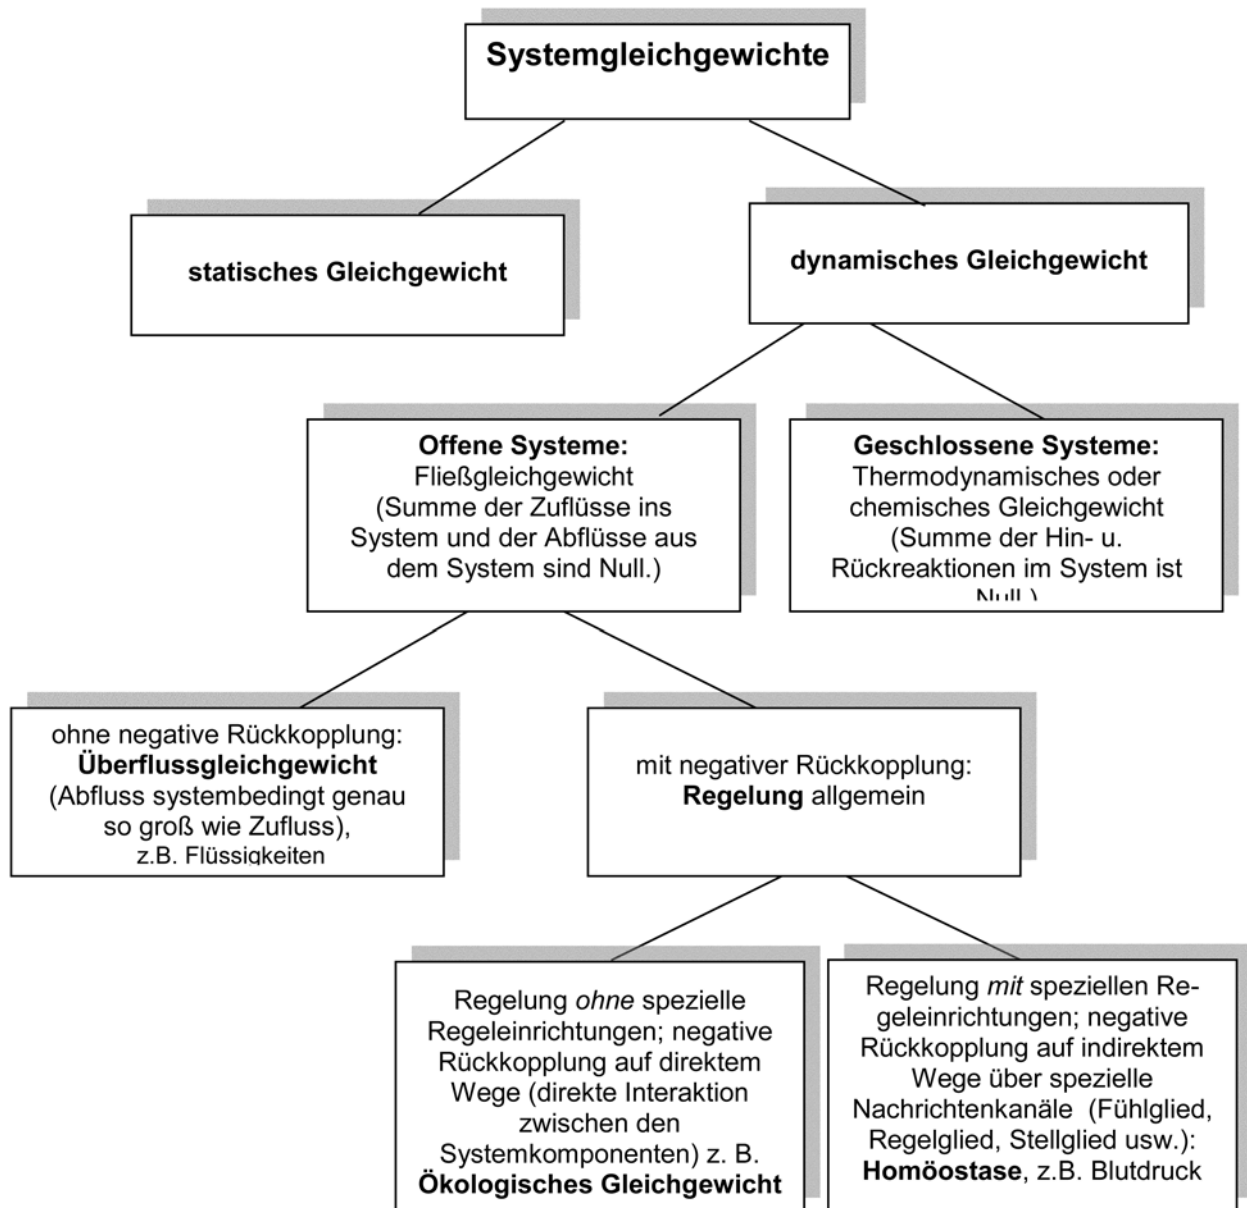 Systemgleichgewichte
statisches Gleichgewicht
dynamisches Gleichgewicht
Offene Systeme:
Fließgleichgewicht
(Summe der Zuflüsse ins
System und der Abflüsse aus
dem System sind Null.)
Geschlossene Systeme:
Thermodynamisches oder
chemisches Gleichgewicht
(Summe der Hin- u.
Rückreaktionen im System ist
Null.)
ohne negative Rückkopplung:
Überflussgleichgewicht
(Abfluss systembedingt genau
so groß wie Zufluss),
z.B. Flüssigkeiten
mit negativer Rückkopplung:
Regelung allgemein
Regelung ohne spezielle
Regeleinrichtungen; negative
Rückkopplung auf direktem
Wege (direkte Interaktion
zwischen den
Systemkomponenten) z. B.
Ökologisches Gleichgewicht
Regelung mit speziellen Re-
geleinrichtungen; negative
Rückkopplung auf indirektem
Wege über spezielle
Nachrichtenkanäle (Fühlglied,
Regelglied, Stellglied usw.):
Homöostase, z.B. Blutdruck